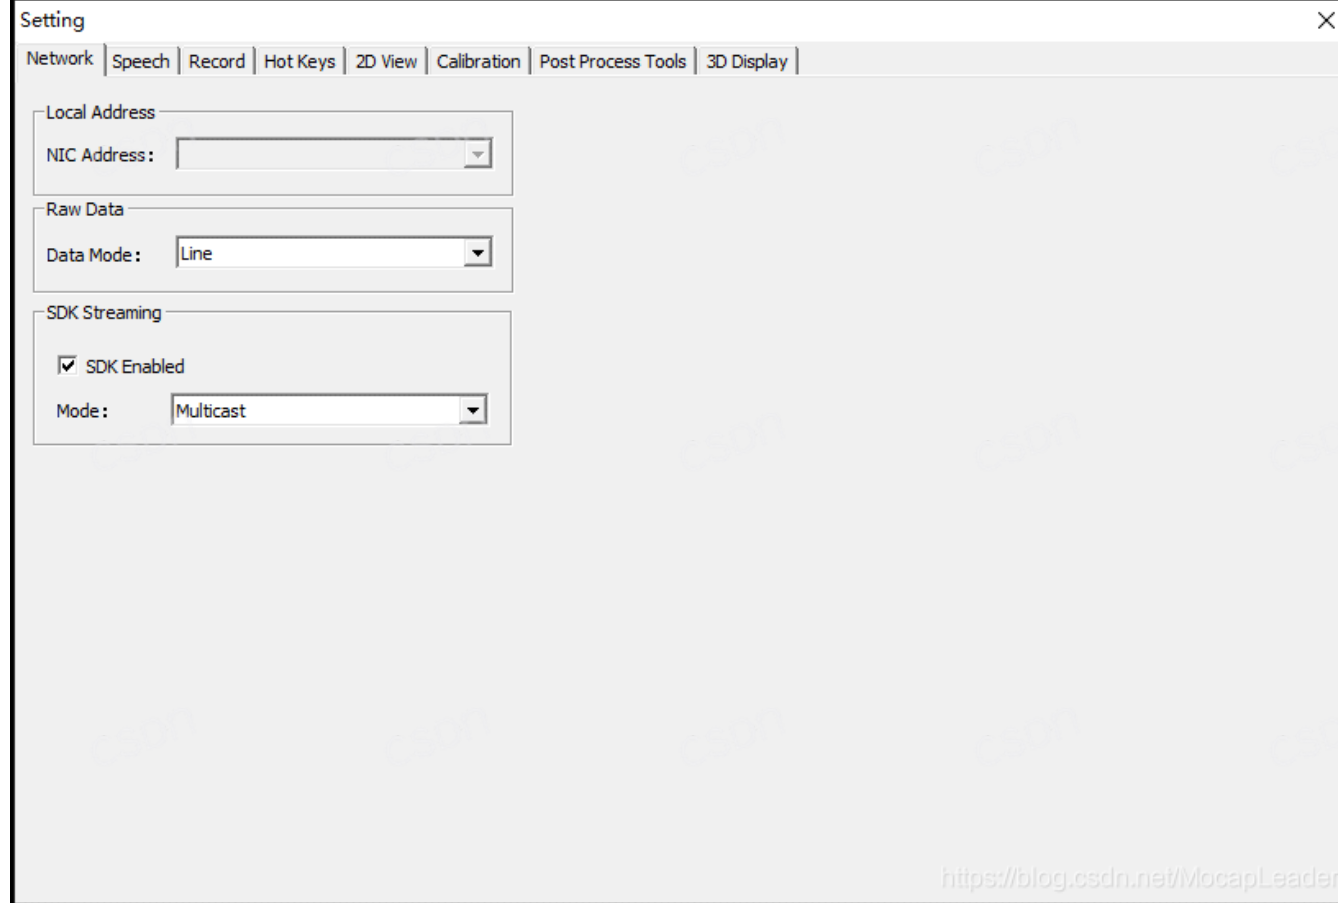 Setting
Network Speech Record Hot Keys 2D View Calibration Post Process Tools 3D Display
Local Address
NIC Address:
Raw Data
Data Mode: Line
SDK Streaming
SDK Enabled
Mode: Multicast
https://blog.csdn.net/MocapLeader